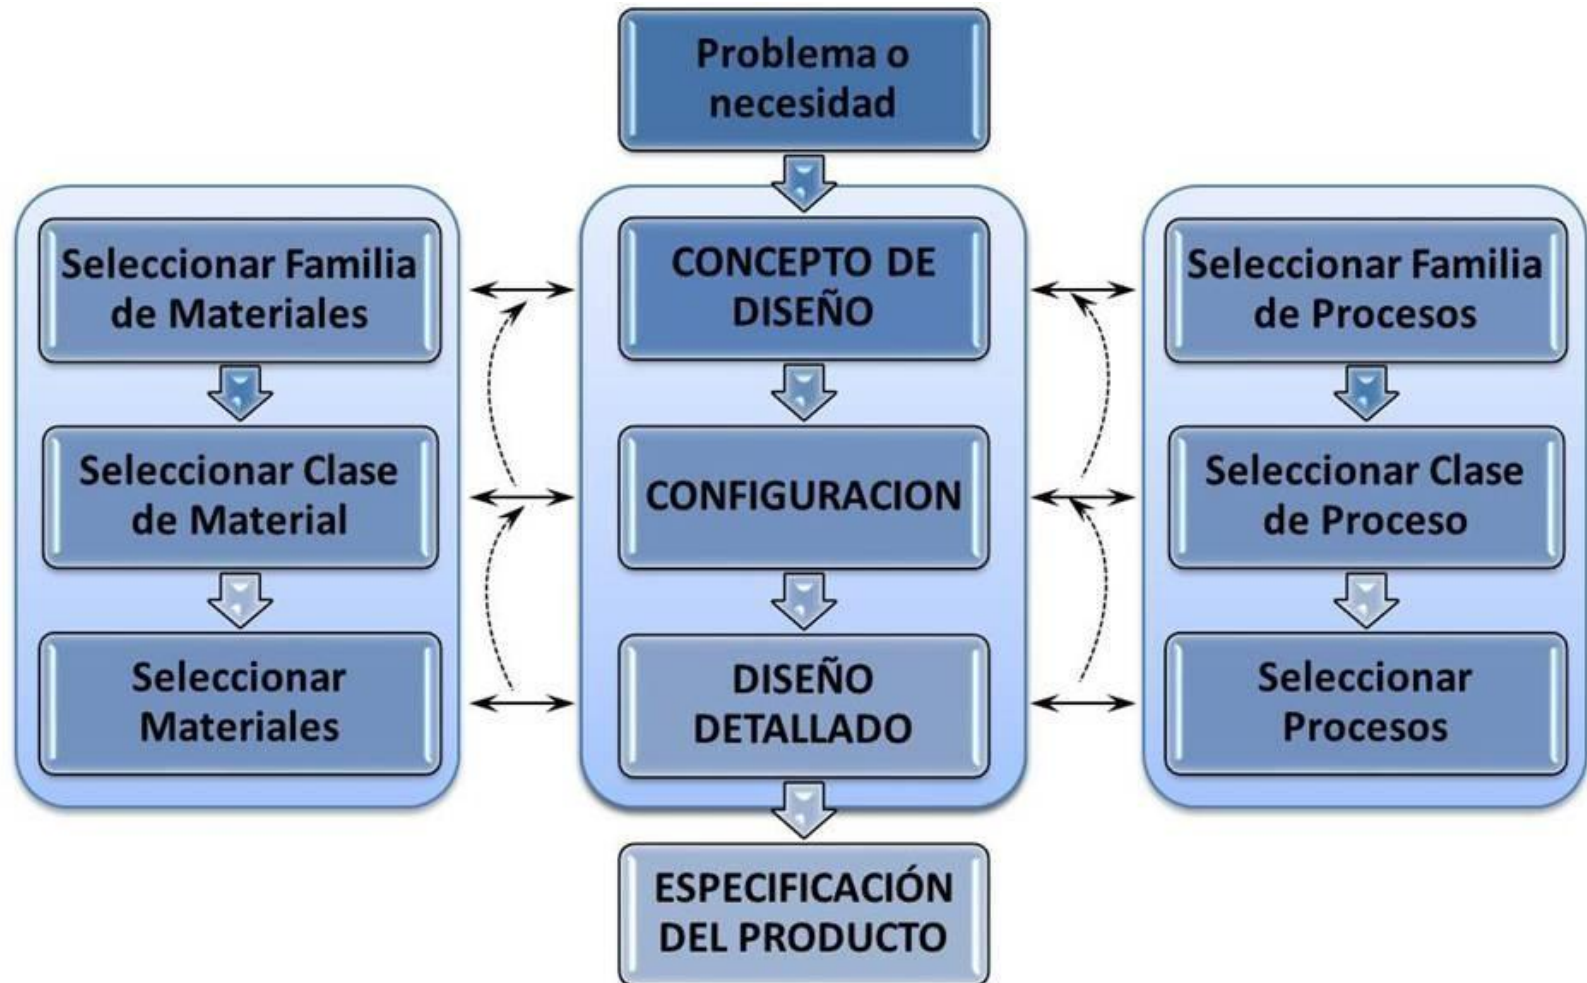 Problema o
necesidad
Seleccionar Familia
de Materiales
CONCEPTO DE
DISEÑO
Seleccionar Familia
de Procesos
Seleccionar Clase
de Material
CONFIGURACION
Seleccionar Clase
de Proceso
Seleccionar
Materiales
DISEÑO
DETALLADO
Seleccionar
Procesos
ESPECIFICACIÓN
DEL PRODUCTO